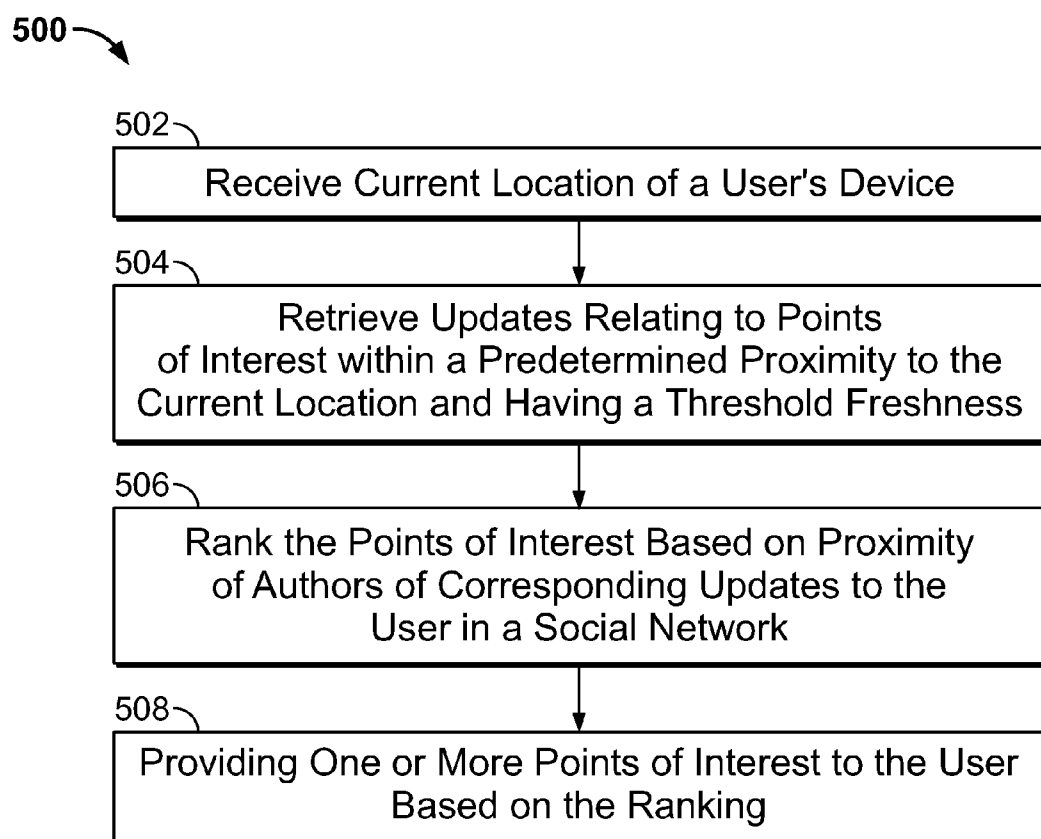 500
502
Receive Current Location of a User's Device
504
Retrieve Updates Relating to Points
of Interest within a Predetermined Proximity to the
Current Location and Having a Threshold Freshness
506
Rank the Points of Interest Based on Proximity
of Authors of Corresponding Updates to the
User in a Social Network
508
Providing One or More Points of Interest to the User
Based on the Ranking